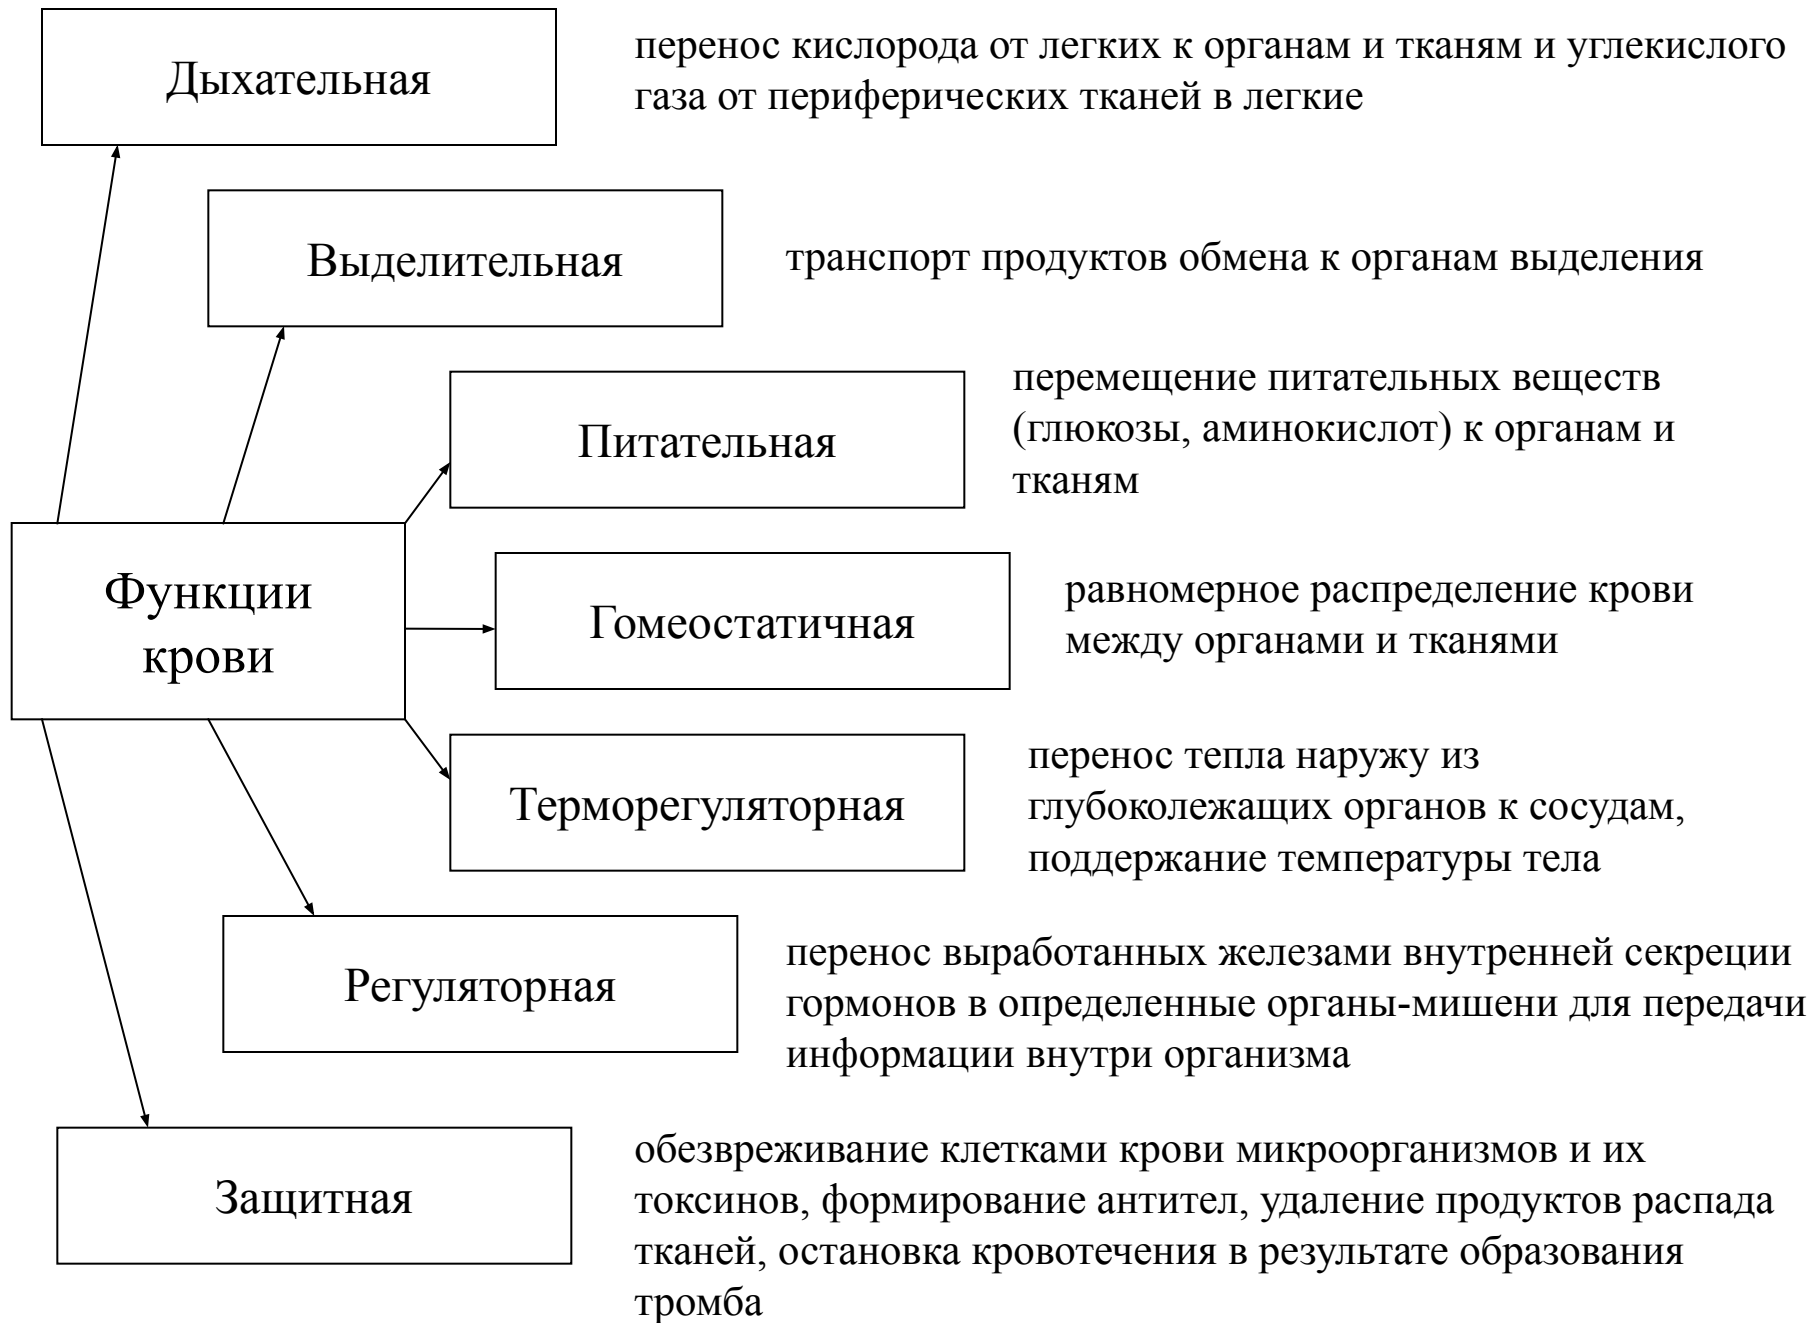 Дыхательная
перенос кислорода от легких к органам и тканям и углекислого
газа от периферических тканей в легкие
Выделительная
транспорт продуктов обмена к органам выделения
Питательная
перемещение питательных веществ
(глюкозы, аминокислот) к органам и
тканям
Функции
крови
Гомеостатичная
равномерное распределение крови
между органами и тканями
Терморегуляторная
перенос тепла наружу из
глубоколежащих органов к сосудам,
поддержание температуры тела
Регуляторная
перенос выработанных железами внутренней секреции
гормонов в определенные органы-мишени для передачи
информации внутри организма
Защитная
обезвреживание клетками крови микроорганизмов и их
токсинов, формирование антител, удаление продуктов распада
тканей, остановка кровотечения в результате образования
тромба